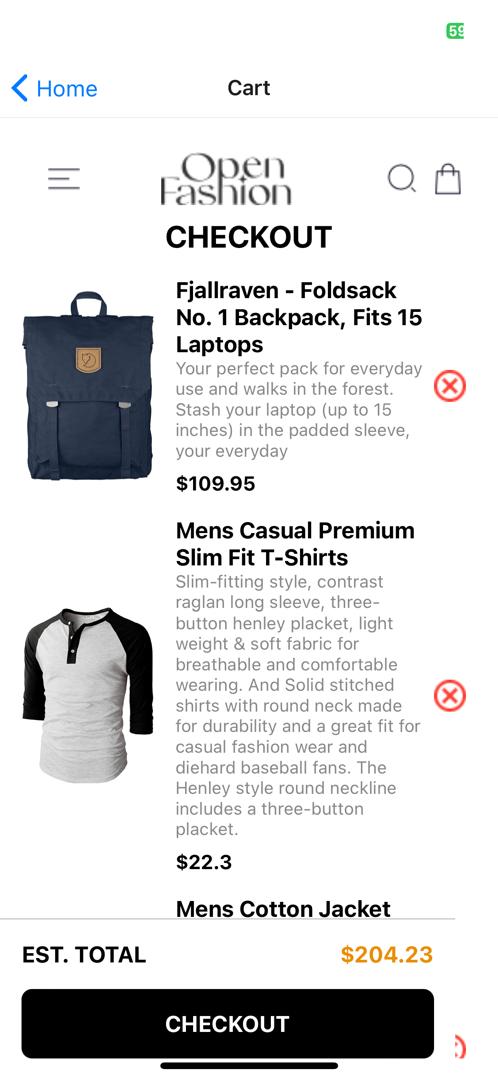 59
Home
Cart
Open
Fashion
CHECKOUT
Fjallraven - Foldsack
No. 1 Backpack, Fits 15
Laptops
Your perfect pack for everyday
use and walks in the forest.
Stash your laptop (up to 15
inches) in the padded sleeve,
your everyday
$109.95
Mens Casual Premium
Slim Fit T-Shirts
Slim-fitting style, contrast
raglan long sleeve, three-
button henley placket, light
weight & soft fabric for
breathable and comfortable
wearing. And Solid stitched
shirts with round neck made
for durability and a great fit for
casual fashion wear and
diehard baseball fans. The
Henley style round neckline
includes a three-button
placket.
$22.3
Mens Cotton Jacket
EST. TOTAL
$204.23
CHECKOUT